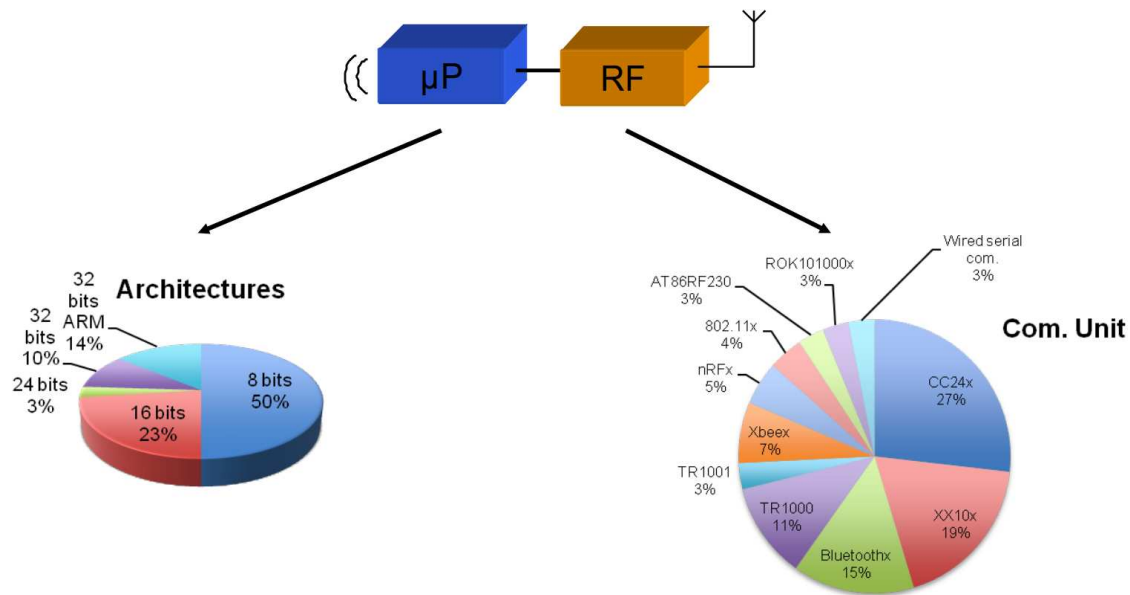 µP
RF
Architectures
32
bits
ARM
14%
32
bits
10%
24 bits
3%
16 bits
23%
8 bits
50%
Com. Unit
Wired serial
com.
3%
ROK101000x
3%
AT86RF230
3%
802.11x
4%
nRFx
5%
Xbeex
7%
TR1001
3%
TR1000
11%
Bluetoothx
15%
XX10x
19%
CC24x
27%